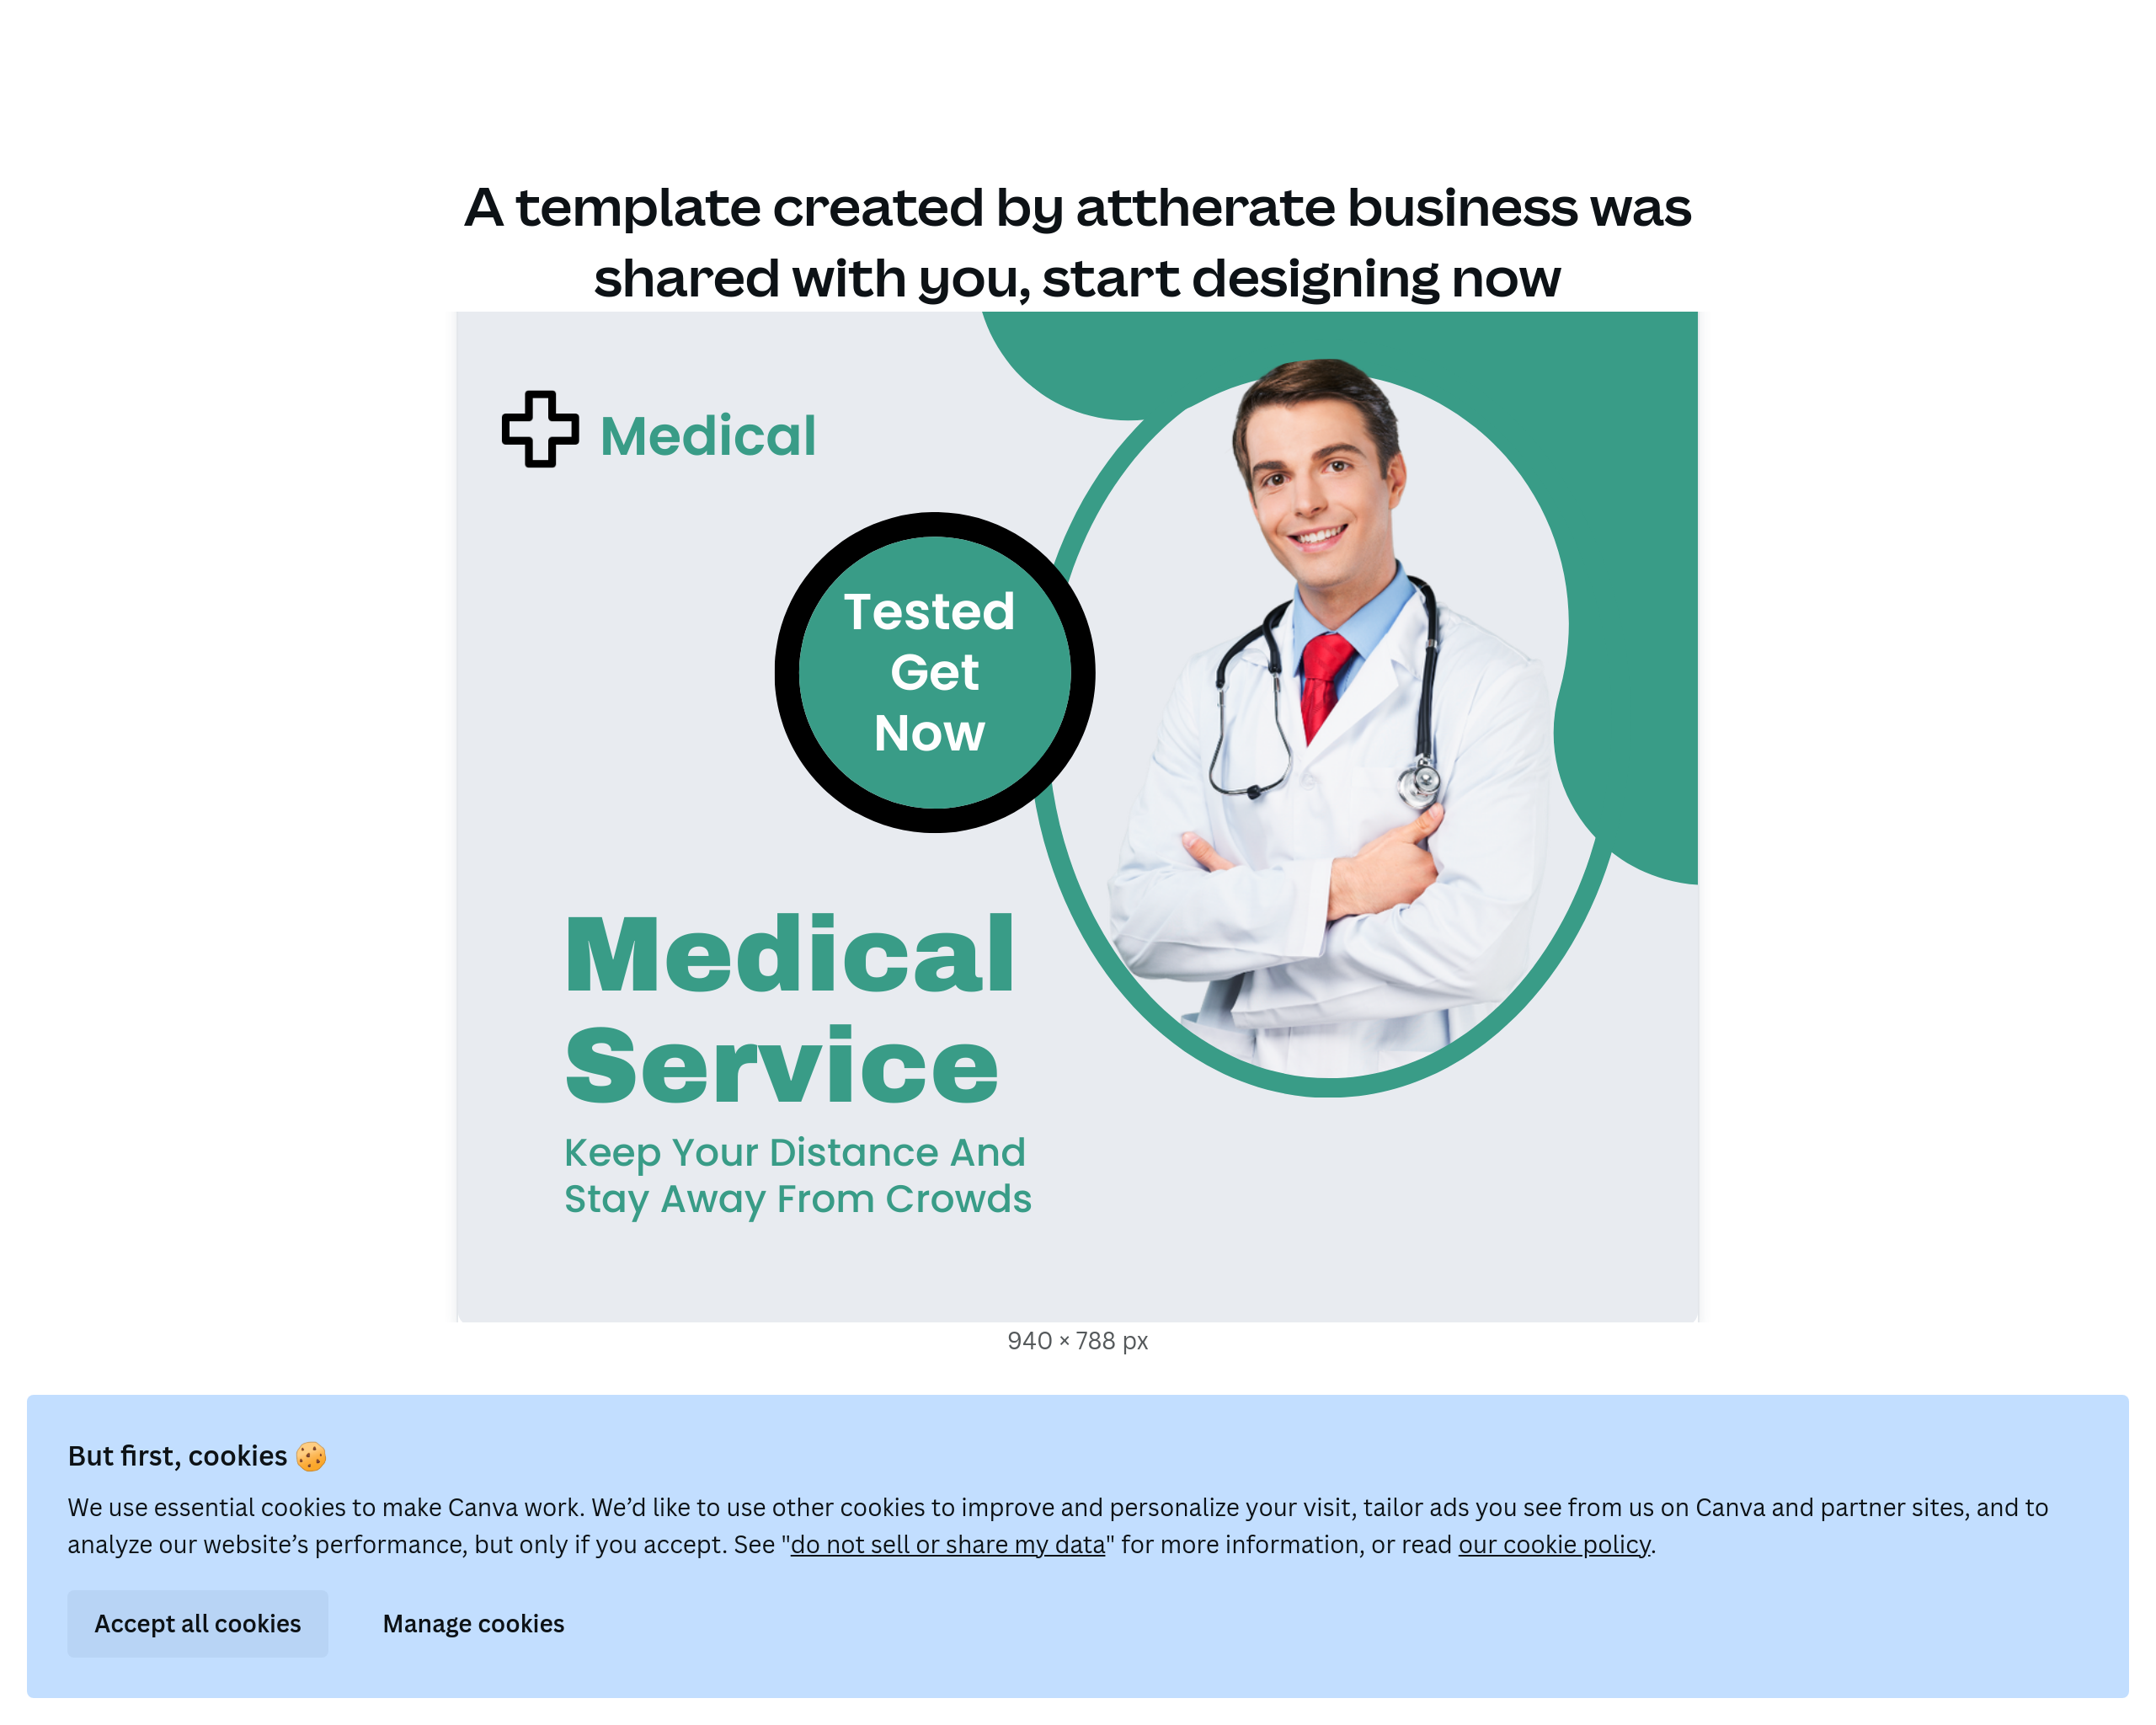 A template created by attherate business was
shared with you, start designing now
Medical
Tested
Get
Now
Medical
Service
Keep Your Distance And
Stay Away From Crowds
940 × 788 px
But first, cookies 🍪
We use essential cookies to make Canva work. We’d like to use other cookies to improve and personalize your visit, tailor ads you see from us on Canva and partner sites, and to
analyze our website’s performance, but only if you accept. See "do not sell or share my data" for more information, or read our cookie policy.
Accept all cookies
Manage cookies